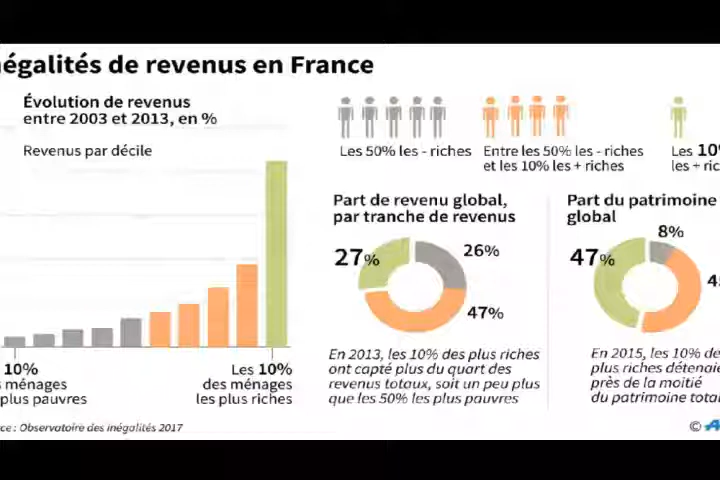 égalités de revenus en France
Évolution de revenus
entre 2003 et 2013, en %
Revenus par décile
10%
ménages
plus pauvres
Les 10%
des ménages
les plus riches
Les 50% les - riches
Entre les 50% les - riches
et les 10% les + riches
Les 10%
les + ric
Part de revenu global,
par tranche de revenus
27%
26%
47%
En 2013, les 10% des plus riches
ont capté plus du quart des
revenus totaux, soit un peu plus
que les 50% les plus pauvres
Part du patrimoine
global
8%
47%
En 2015, les 10% de
plus riches détenaie
près de la moitié
du patrimoine tota
ce : Observatoire des inégalités 2017
©